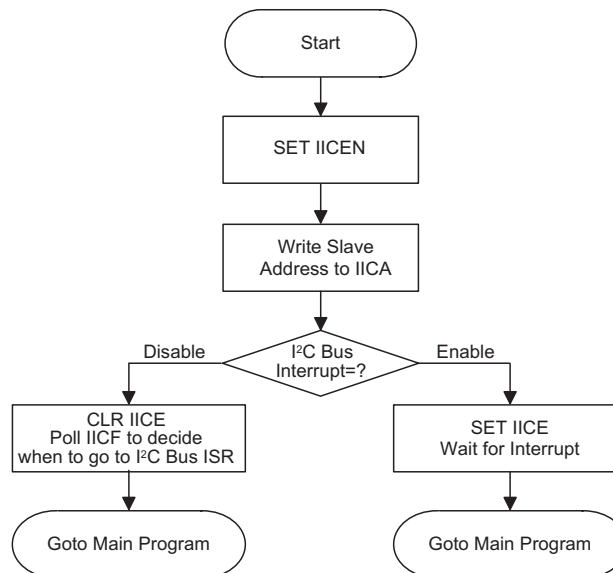 Start
SET IICEN
Write Slave
Address to IICA
I²C Bus
Interrupt=?
Disable
Enable
CLR IICE
Poll IICF to decide
when to go to I²C Bus ISR
SET IICE
Wait for Interrupt
Goto Main Program
Goto Main Program